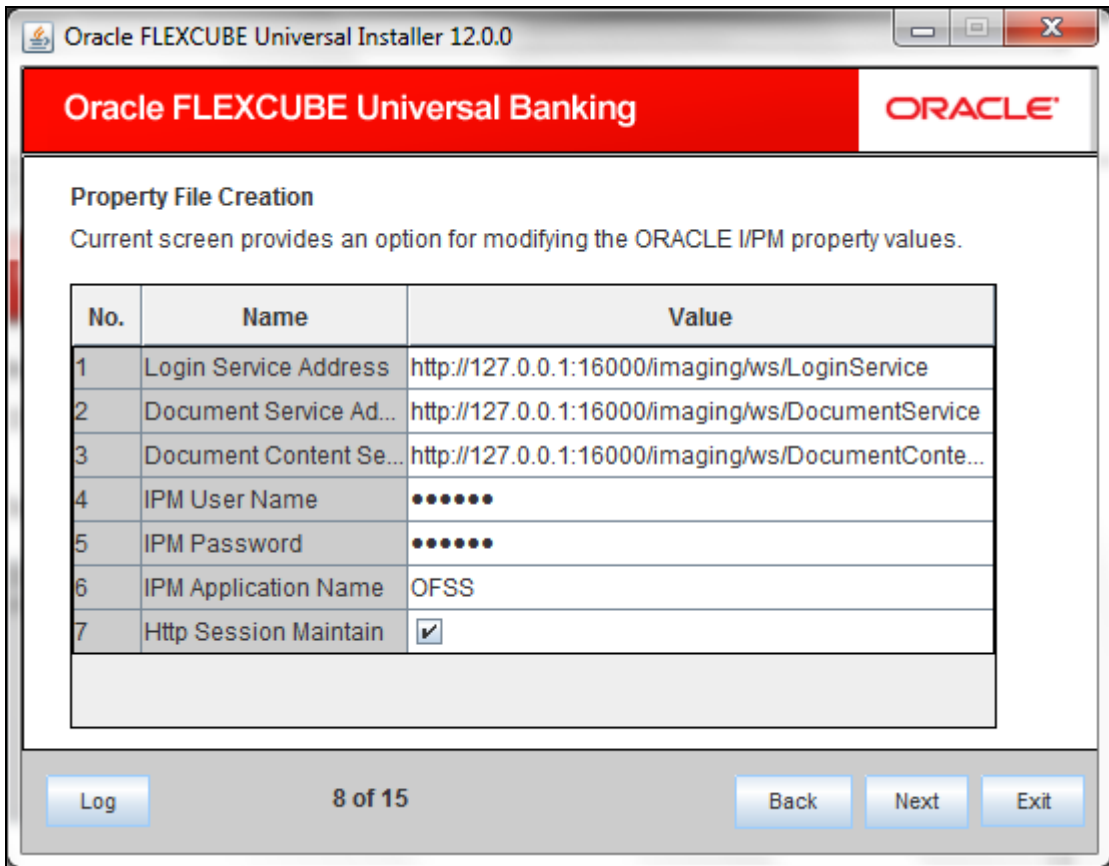 Oracle FLEXCUBE Universal Installer 12.0.0
Oracle FLEXCUBE Universal Banking
ORACLE
Property File Creation
Current screen provides an option for modifying the ORACLE I/PM property values.
No. Name Value
1 Login Service Address http://127.0.0.1:16000/imaging/ws/LoginService
2 Document Service Ad... http://127.0.0.1:16000/imaging/ws/DocumentService
3 Document Content Se... http://127.0.0.1:16000/imaging/ws/DocumentConte...
4 IPM User Name ••••••
5 IPM Password ••••••
6 IPM Application Name OFSS
7 Http Session Maintain
Log 8 of 15 Back Next Exit